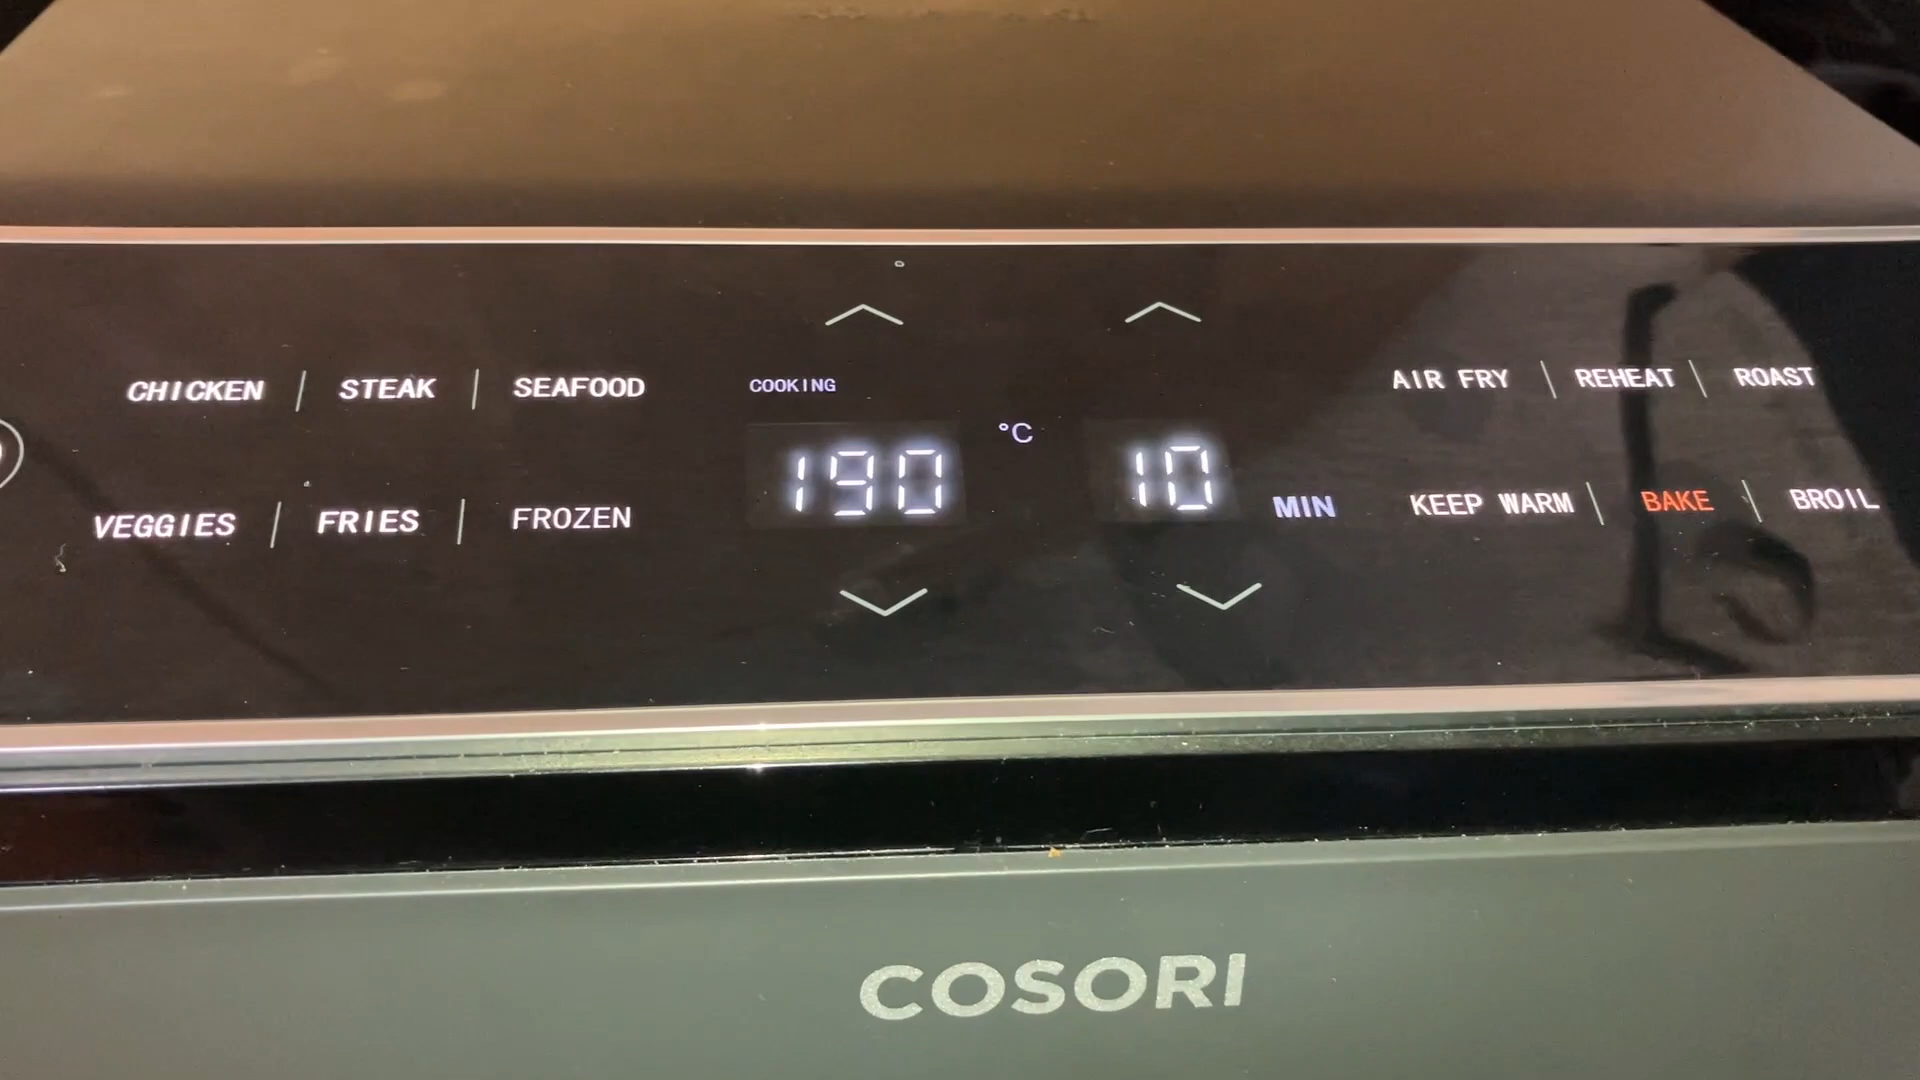 CHICKEN | STEAK | SEAFOOD
COOKING
190 °C
10 MIN
AIR FRY | REHEAT | ROAST
VEGGIES | FRIES | FROZEN
KEEP WARM | BAKE | BROIL
COSORI